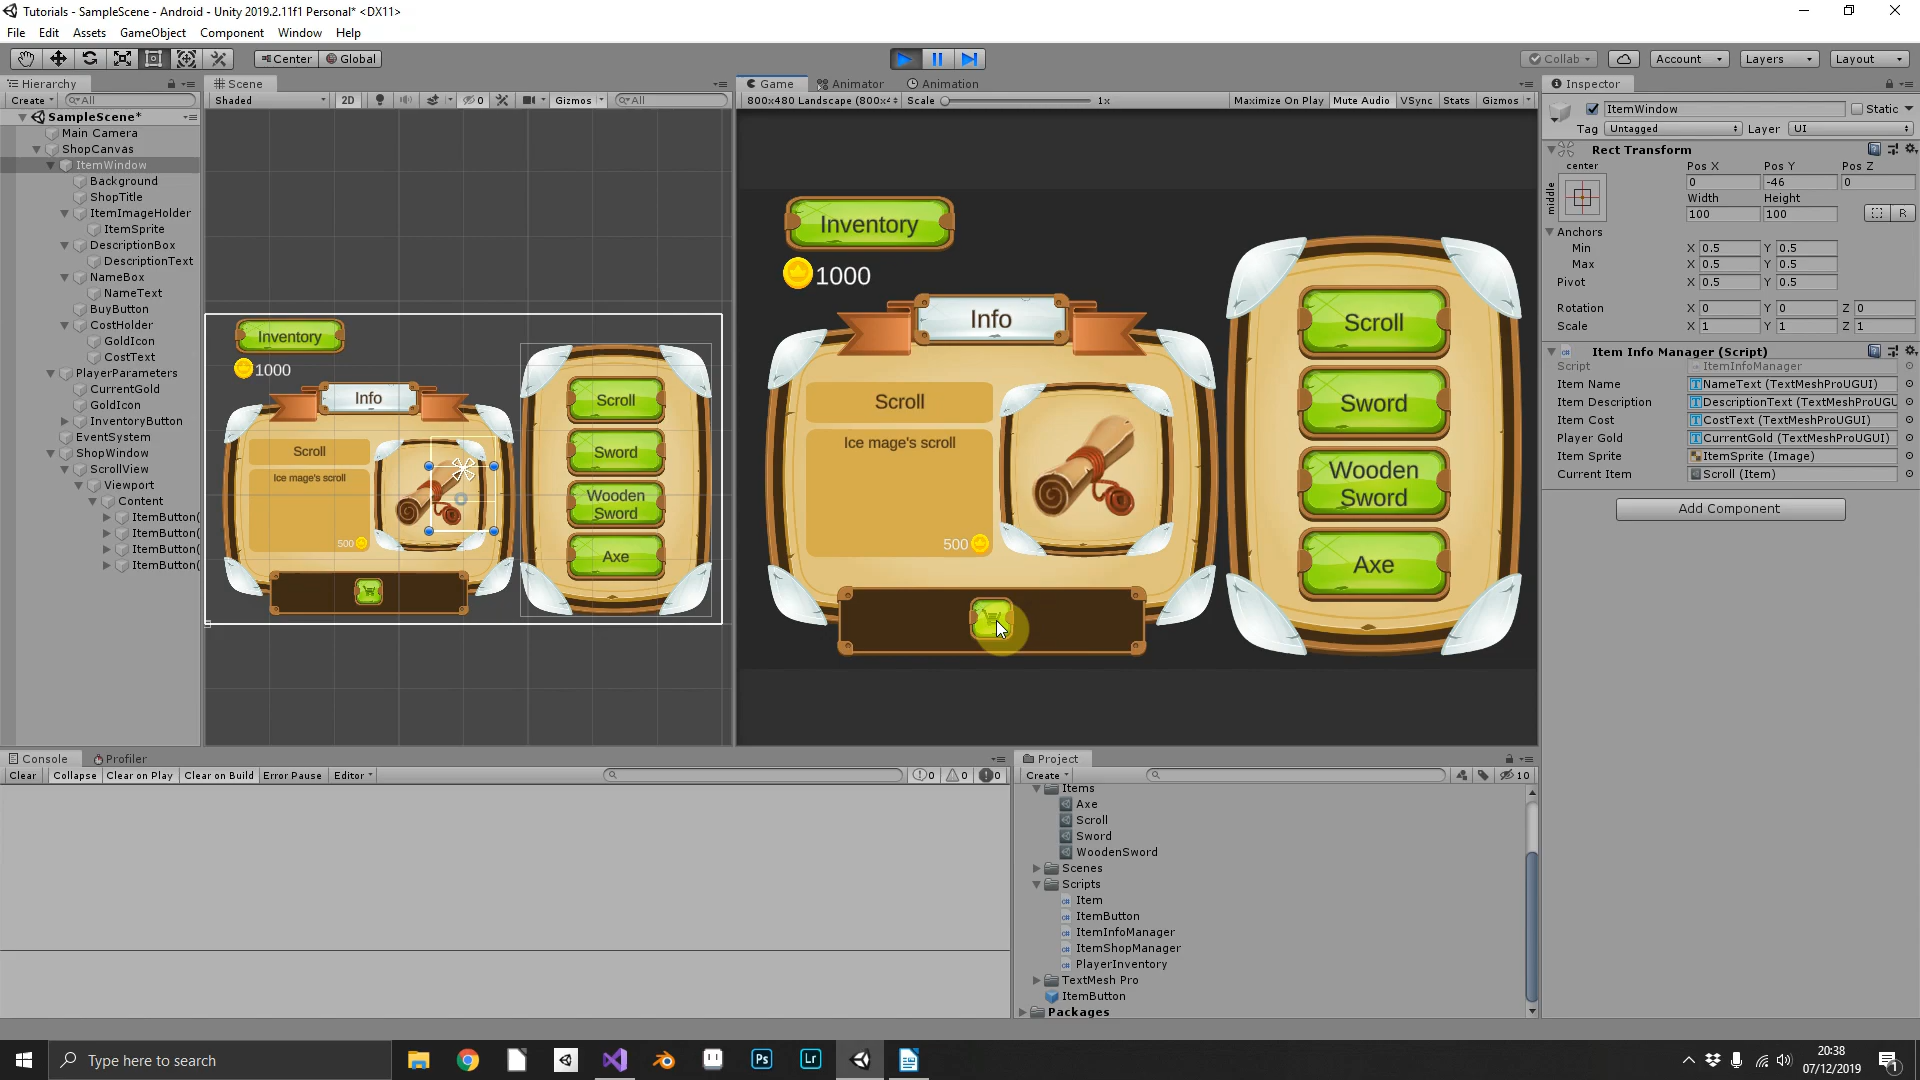 Tutorials - SampleScene - Android - Unity 2019.2.11f1 Personal* <DX11>
File Edit Assets GameObject Component Window Help
Center Global
Collab Account Layers Layout
Hierarchy
Create All
SampleScene*
Main Camera
ShopCanvas
ItemWindow
Background
ShopTitle
ItemImageHolder
ItemSprite
DescriptionBox
DescriptionText
NameBox
NameText
BuyButton
CostHolder
GoldIcon
CostText
PlayerParameters
CurrentGold
GoldIcon
InventoryButton
EventSystem
ShopWindow
ScrollView
Viewport
Content
ItemButton(
ItemButton(
ItemButton(
ItemButton(
Scene
Shaded 2D 0 Gizmos All
Inventory
1000
Info
Scroll
Ice mage's scroll
500
Scroll
Sword
Wooden
Sword
Axe
Game Animator Animation
800x480 Landscape (800x4 Scale 1x Maximize On Play Mute Audio VSync Stats Gizmos
Inventory
1000
Info
Scroll
Ice mage's scroll
500
Scroll
Sword
Wooden
Sword
Axe
Inspector
ItemWindow Static
Tag Untagged Layer UI
Rect Transform
center
middle
Pos X Pos Y Pos Z
0 -46 0
Width Height
100 100 R
Anchors
Min X 0.5 Y 0.5
Max X 0.5 Y 0.5
Pivot X 0.5 Y 0.5
Rotation X 0 Y 0 Z 0
Scale X 1 Y 1 Z 1
Item Info Manager (Script)
Script ItemInfoManager
Item Name NameText (TextMeshProUGUI)
Item Description DescriptionText (TextMeshProUGU
Item Cost CostText (TextMeshProUGUI)
Player Gold CurrentGold (TextMeshProUGUI)
Item Sprite ItemSprite (Image)
Current Item Scroll (Item)
Add Component
Console Profiler
Clear Collapse Clear on Play Clear on Build Error Pause Editor 0 0 0
Project
Create 10
Items
Axe
Scroll
Sword
WoodenSword
Scenes
Scripts
Item
ItemButton
ItemInfoManager
ItemShopManager
PlayerInventory
TextMesh Pro
ItemButton
Packages
Type here to search
Ps
Lr
20:38
07/12/2019
1